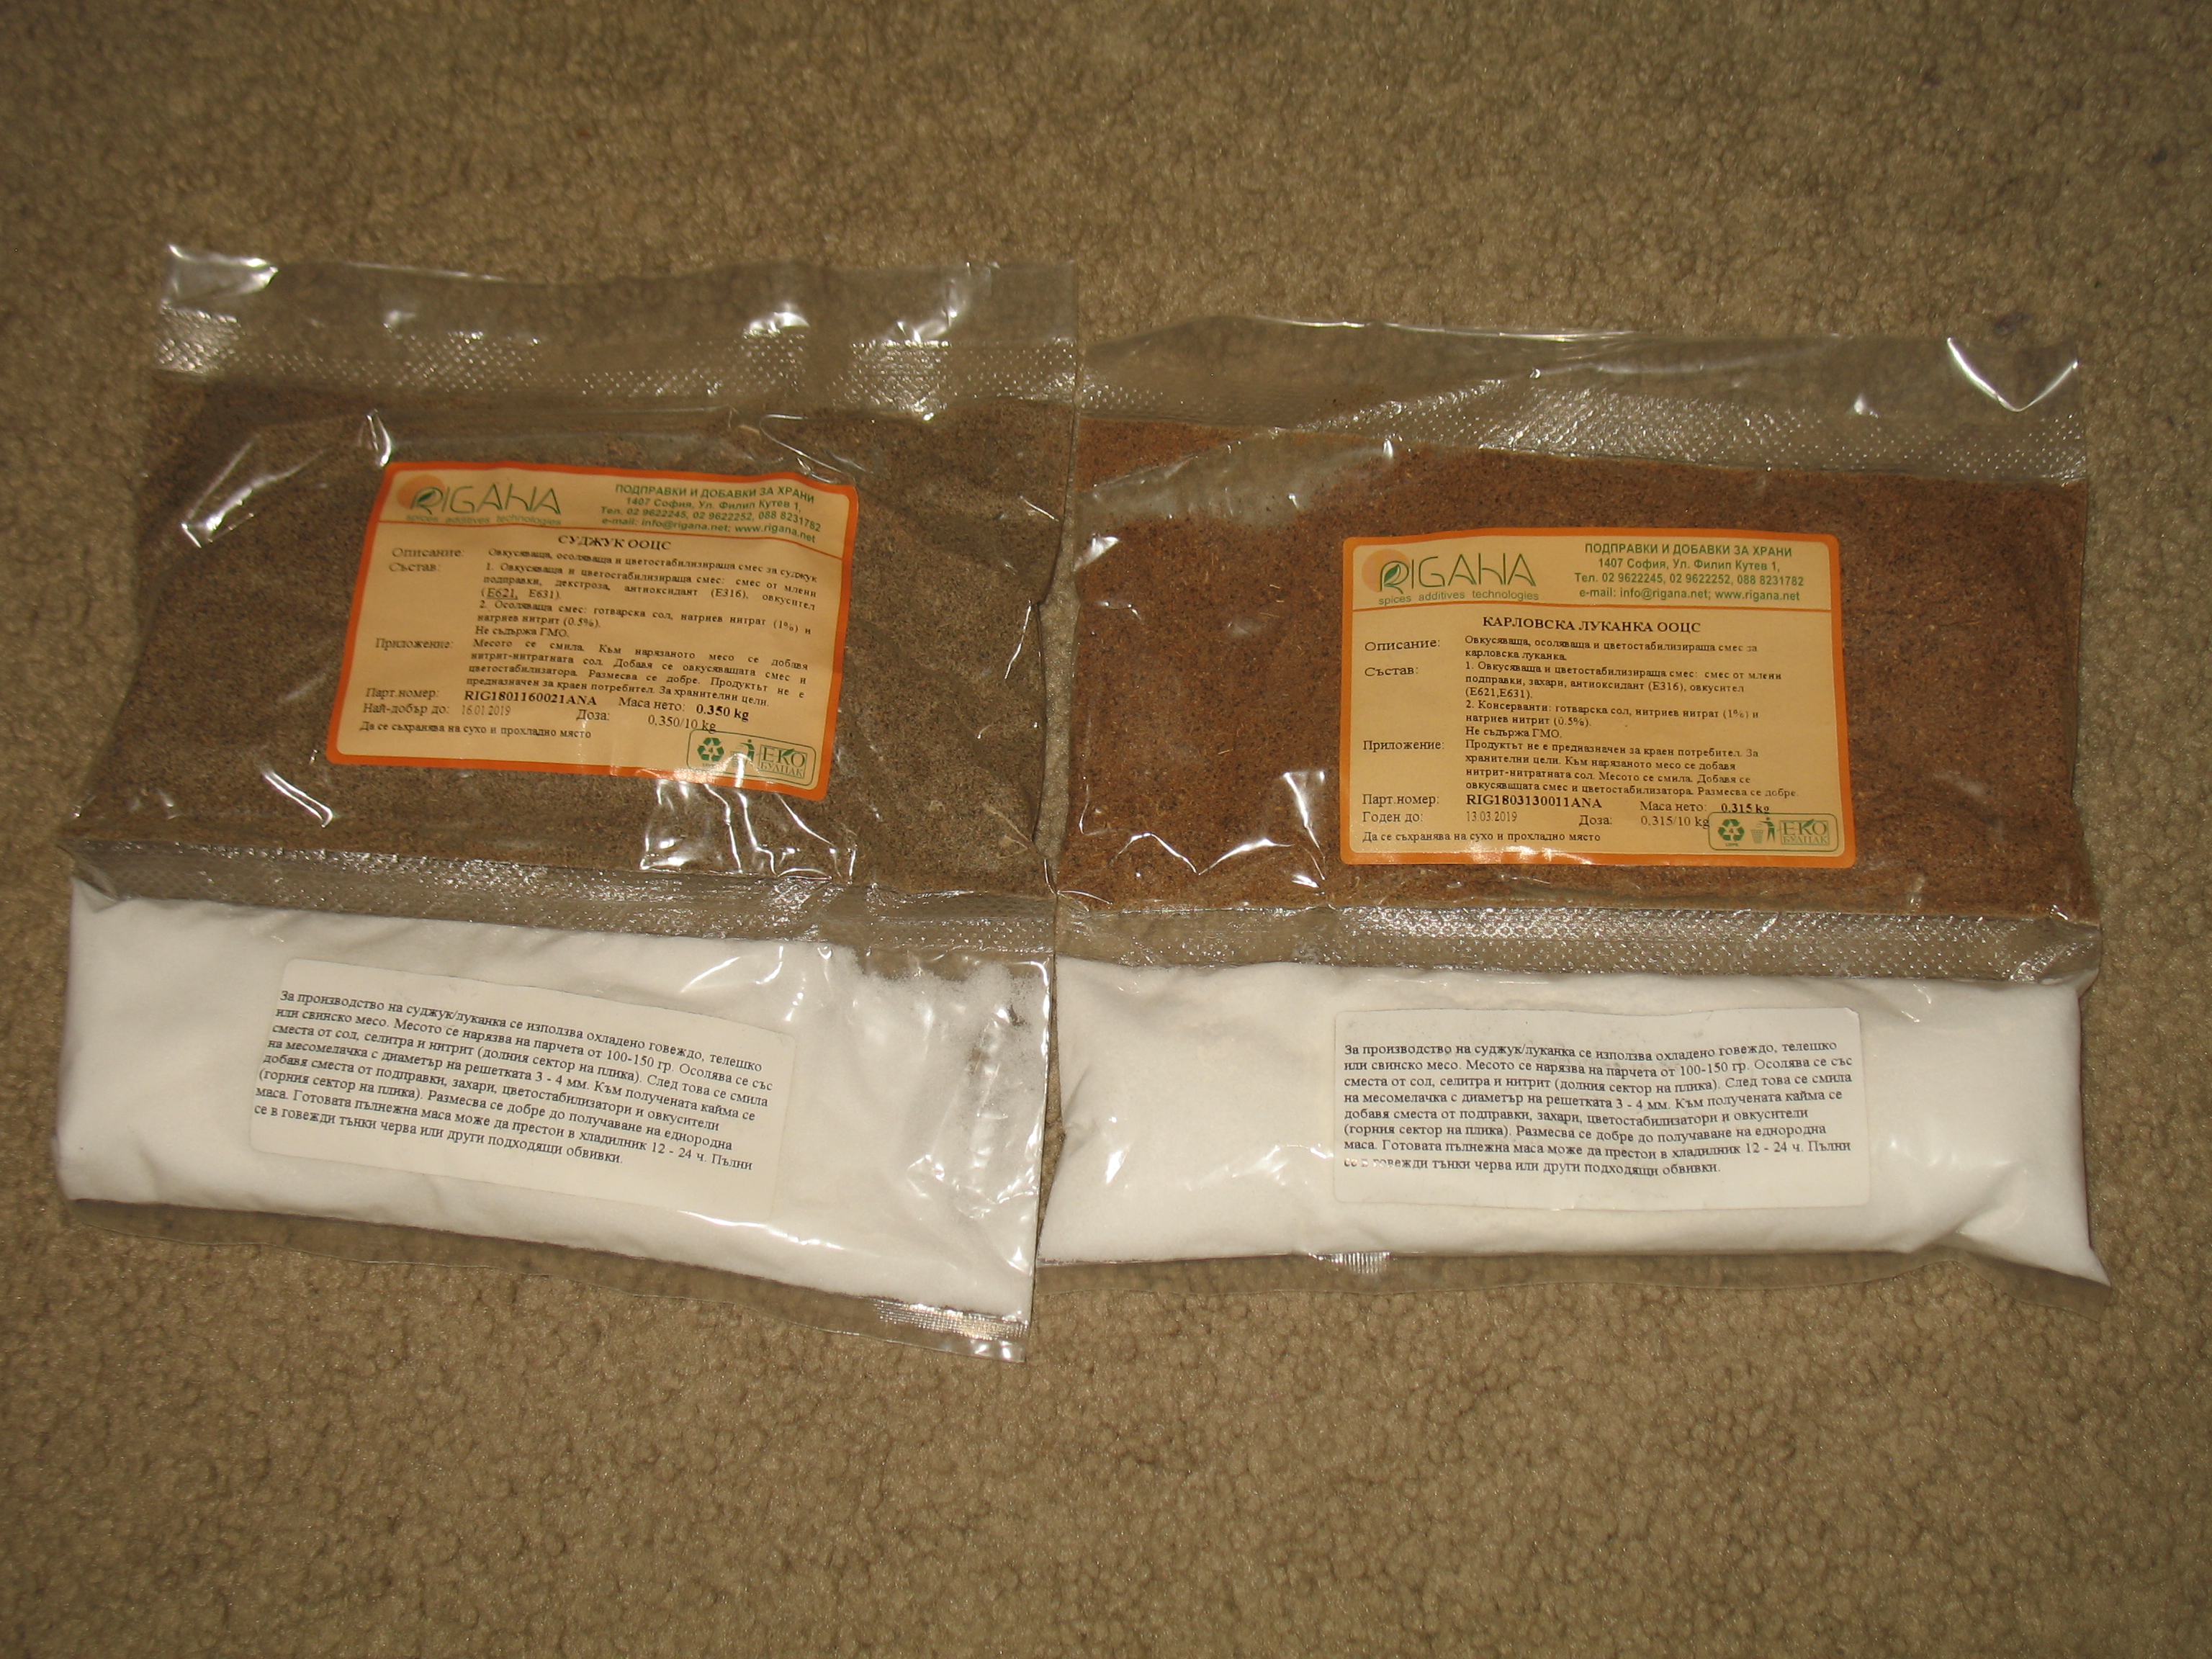 RIGANA
spices additives technologies
ПОДПРАВКИ И ДОБАВКИ ЗА ХРАНИ
1407 София, Ул. Филип Кутев 1,
Тел. 02 9622245, 02 9622252, 088 8231782
e-mail: info@rigana.net; www.rigana.net
СУДЖУК ООЦС
Описание: Овкусяваща, осоляваща и цветостабилизираща смес за суджук
Състав: 1. Овкусяваща и цветостабилизираща смес: смес от млени
подправки, декстроза, антиоксидант (Е316), овкусител
(Е621, Е631).
2. Осоляваща смес: готварска сол, натриев нитрат (1%) и
натриев нитрит (0.5%).
Не съдържа ГМО.
Приложение: Месото се смила. Към нарязаното месо се добавя
нитрит-нитратната сол. Добавя се овкусяващата смес и
цветостабилизатора. Размесва се добре. Продуктът не е
предназначен за краен потребител. За хранителни цели.
Парт.номер: RIG1801160021ANA Маса нето: 0.350 kg
Най-добър до: 16.01.2019 Доза: 0,350/10 kg
Да се съхранява на сухо и прохладно място
ЕКО
БУЛПАК
За производство на суджук/луканка се използва охладено говеждо, телешко
или свинско месо. Месото се нарязва на парчета от 100-150 гр. Осолява се със
сместа от сол, селитра и нитрит (долния сектор на плика). След това се смила
на месомелачка с диаметър на решетката 3 - 4 мм. Към получената кайма се
добавя сместа от подправки, захари, цветостабилизатори и овкусители
(горния сектор на плика). Размесва се добре до получаване на еднородна
маса. Готовата пълнежна маса може да престои в хладилник 12 - 24 ч. Пълни
се в говежди тънки черва или други подходящи обвивки.
RIGANA
spices additives technologies
ПОДПРАВКИ И ДОБАВКИ ЗА ХРАНИ
1407 София, Ул. Филип Кутев 1,
Тел. 02 9622245, 02 9622252, 088 8231782
e-mail: info@rigana.net; www.rigana.net
КАРЛОВСКА ЛУКАНКА ООЦС
Описание: Овкусяваща, осоляваща и цветостабилизираща смес за
карловска луканка.
Състав: 1. Овкусяваща и цветостабилизираща смес: смес от млени
подправки, захари, антиоксидант (Е316), овкусител
(Е621,Е631).
2. Консерванти: готварска сол, нитриев нитрат (1%) и
натриев нитрит (0.5%).
Не съдържа ГМО.
Приложение: Продуктът не е предназначен за краен потребител. За
хранителни цели. Към нарязаното месо се добавя
нитрит-нитратната сол. Месото се смила. Добавя се
овкусяващата смес и цветостабилизатора. Размесва се добре.
Парт.номер: RIG1803130011ANA Маса нето: 0.315 kg
Годен до: 13.03.2019 Доза: 0.315/10 kg
Да се съхранява на сухо и прохладно място
ЕКО
БУЛПАК
За производство на суджук/луканка се използва охладено говеждо, телешко
или свинско месо. Месото се нарязва на парчета от 100-150 гр. Осолява се със
сместа от сол, селитра и нитрит (долния сектор на плика). След това се смила
на месомелачка с диаметър на решетката 3 - 4 мм. Към получената кайма се
добавя сместа от подправки, захари, цветостабилизатори и овкусители
(горния сектор на плика). Размесва се добре до получаване на еднородна
маса. Готовата пълнежна маса може да престои в хладилник 12 - 24 ч. Пълни
се в говежди тънки черва или други подходящи обвивки.